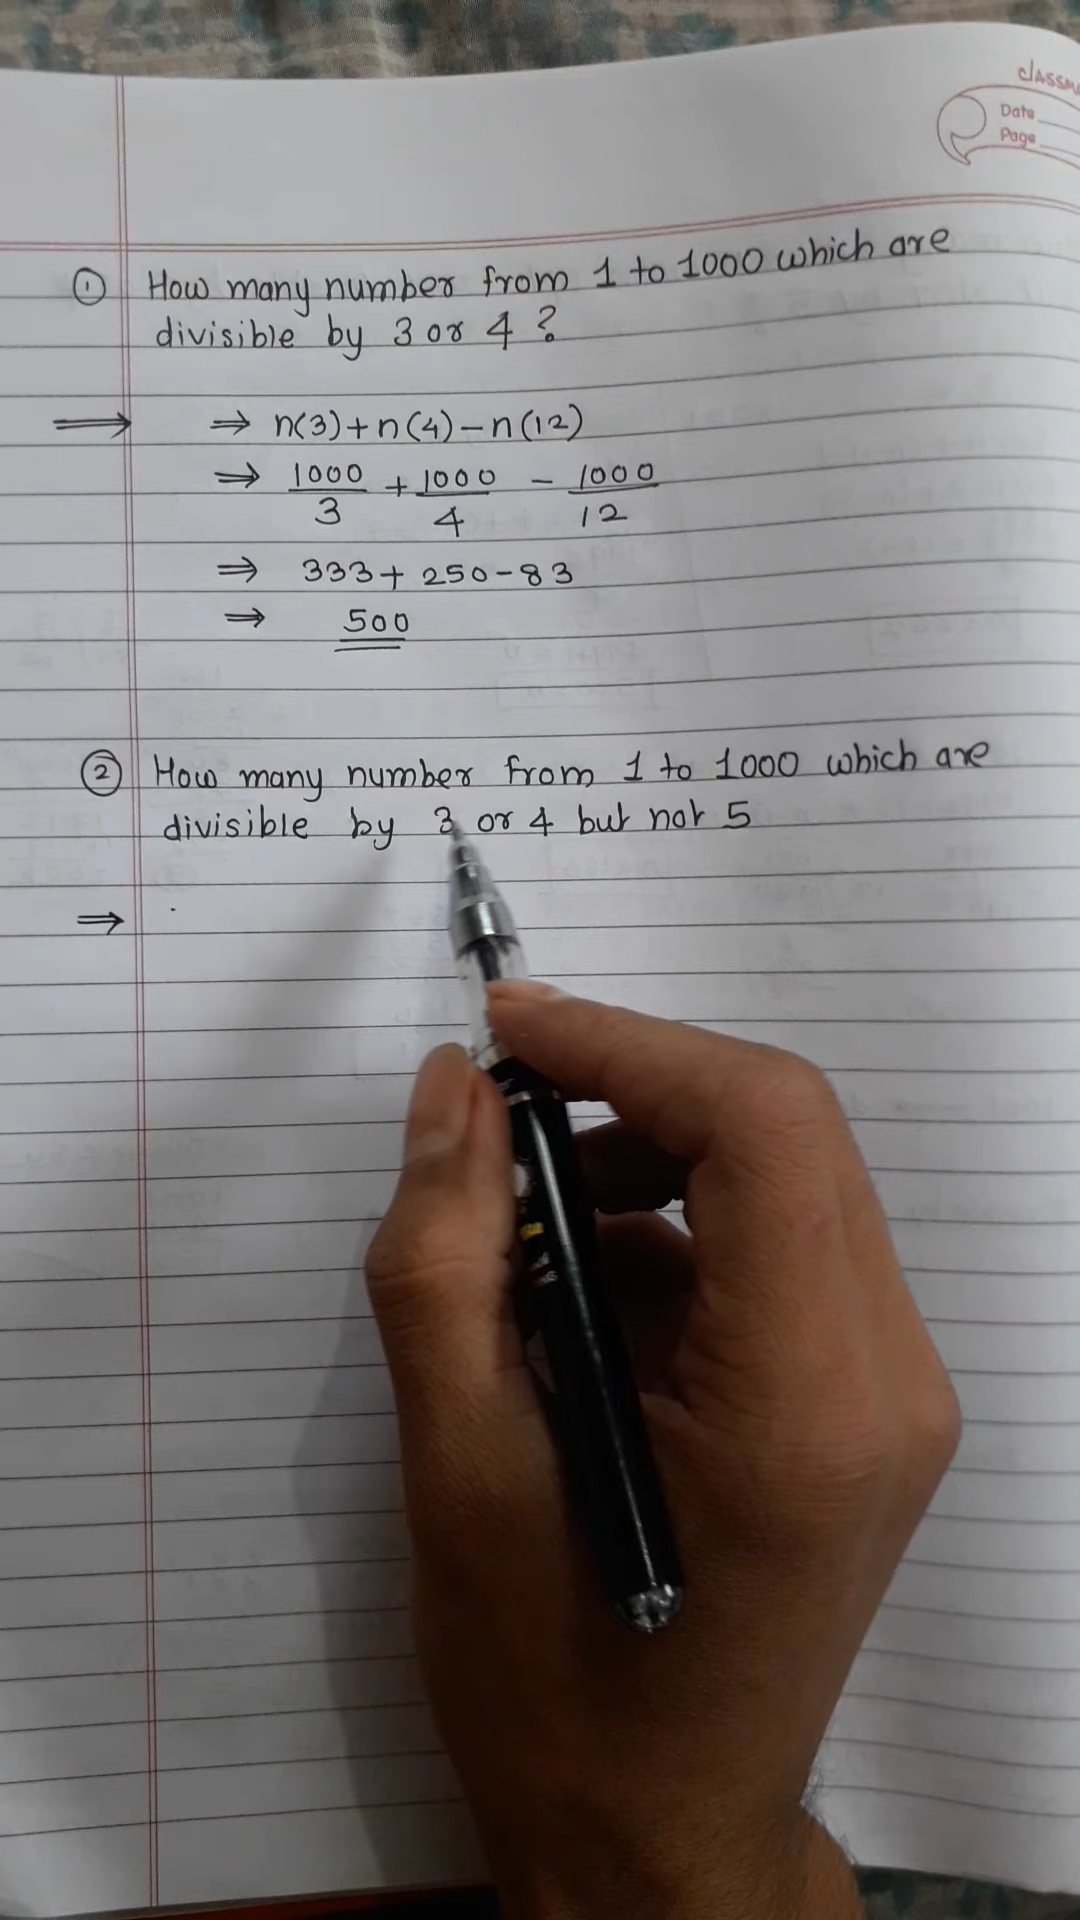 Date
Page
① How many number from 1 to 1000 which are
divisible by 3 or 4 ?
⟹ ⇒ n(3)+n(4)-n(12)
⇒ 1000/3 + 1000/4 - 1000/12
⇒ 333+ 250-83
⇒ 500
② How many number from 1 to 1000 which are
divisible by 3 or 4 but not 5
⇒